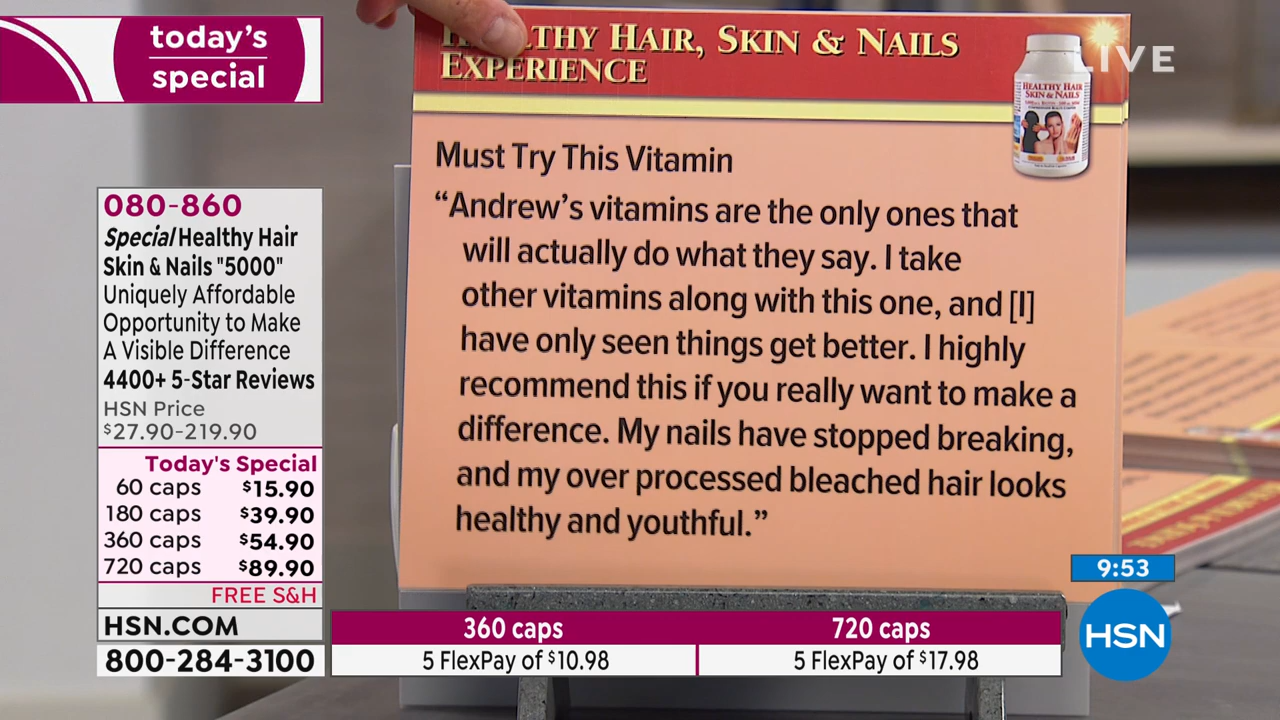 today's
special
LIVE
HEALTHY HAIR, SKIN & NAILS
EXPERIENCE
HEALTHY HAIR
SKIN & NAILS
Must Try This Vitamin
“Andrew's vitamins are the only ones that
will actually do what they say. I take
other vitamins along with this one, and [I]
have only seen things get better. I highly
recommend this if you really want to make a
difference. My nails have stopped breaking,
and my over processed bleached hair looks
healthy and youthful.”
080-860
Special Healthy Hair
Skin & Nails "5000"
Uniquely Affordable
Opportunity to Make
A Visible Difference
4400+ 5-Star Reviews
HSN Price
$27.90-219.90
Today's Special
60 caps $15.90
180 caps $39.90
360 caps $54.90
720 caps $89.90
FREE S&H
HSN.COM
800-284-3100
360 caps 720 caps
5 FlexPay of $10.98 5 FlexPay of $17.98
9:53
HSN